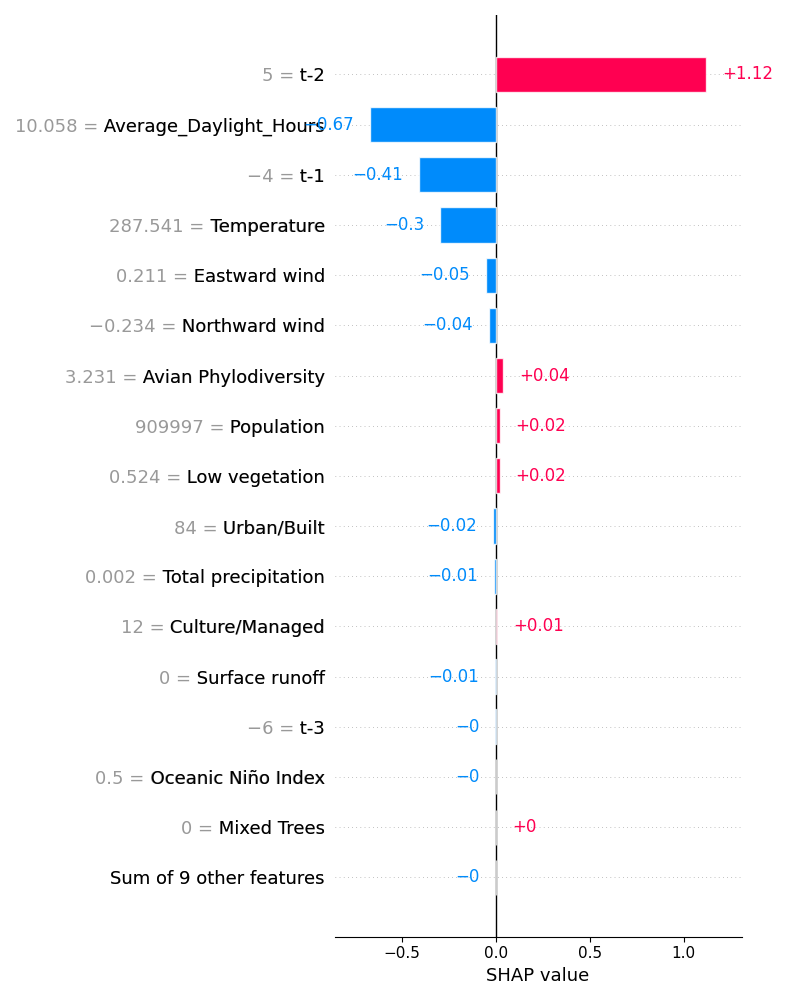 5 = t-2 +1.12
10.058 = Average_Daylight_Hours −0.67
−4 = t-1 −0.41
287.541 = Temperature −0.3
0.211 = Eastward wind −0.05
−0.234 = Northward wind −0.04
3.231 = Avian Phylodiversity +0.04
909997 = Population +0.02
0.524 = Low vegetation +0.02
84 = Urban/Built −0.02
0.002 = Total precipitation −0.01
12 = Culture/Managed +0.01
0 = Surface runoff −0.01
−6 = t-3 −0
0.5 = Oceanic Niño Index −0
0 = Mixed Trees +0
Sum of 9 other features −0
−0.5 0.0 0.5 1.0
SHAP value